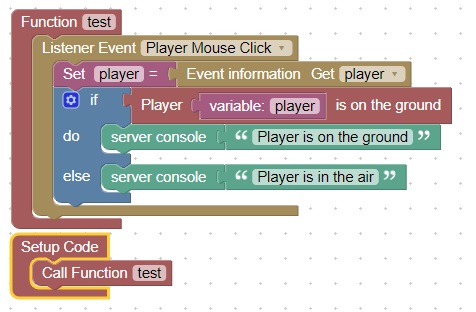 Function test
Listener Event Player Mouse Click
Set player = Event information Get player
if Player variable: player is on the ground
do server console “ Player is on the ground ”
else server console “ Player is in the air ”
Setup Code
Call Function test